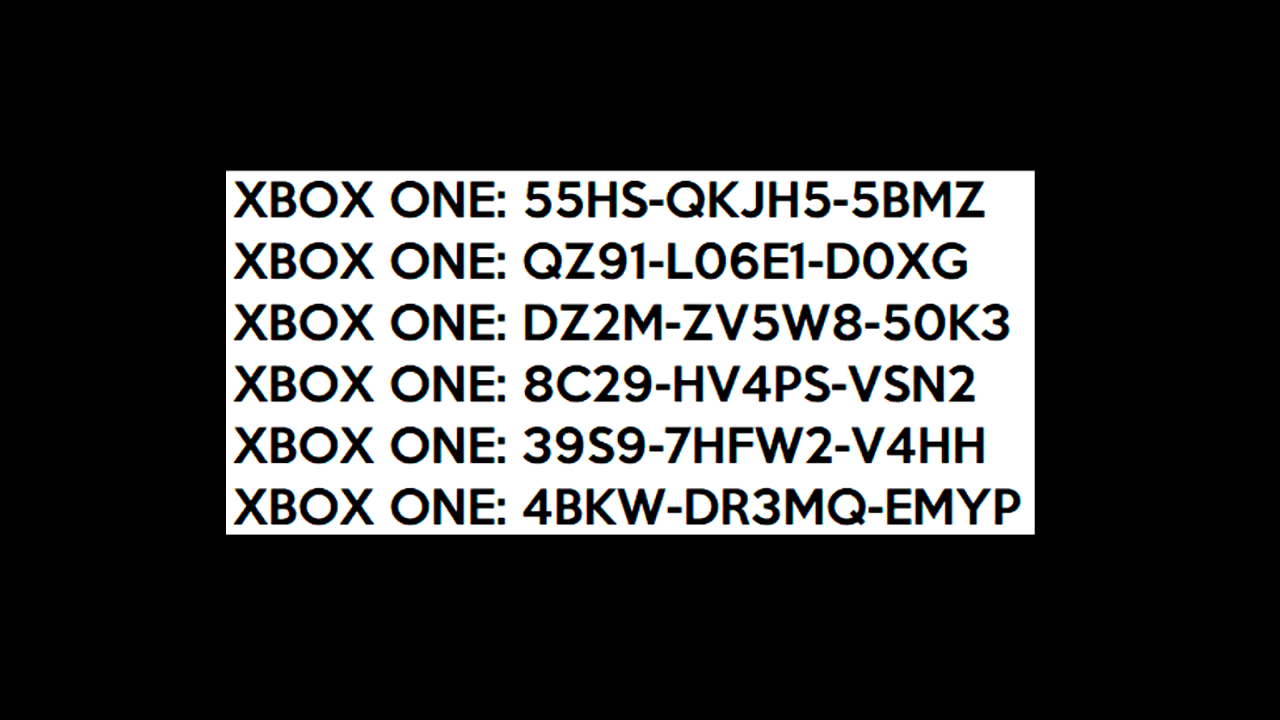 XBOX ONE: 55HS-QKJH5-5BMZ
XBOX ONE: QZ91-L06E1-D0XG
XBOX ONE: DZ2M-ZV5W8-50K3
XBOX ONE: 8C29-HV4PS-VSN2
XBOX ONE: 39S9-7HFW2-V4HH
XBOX ONE: 4BKW-DR3MQ-EMYP